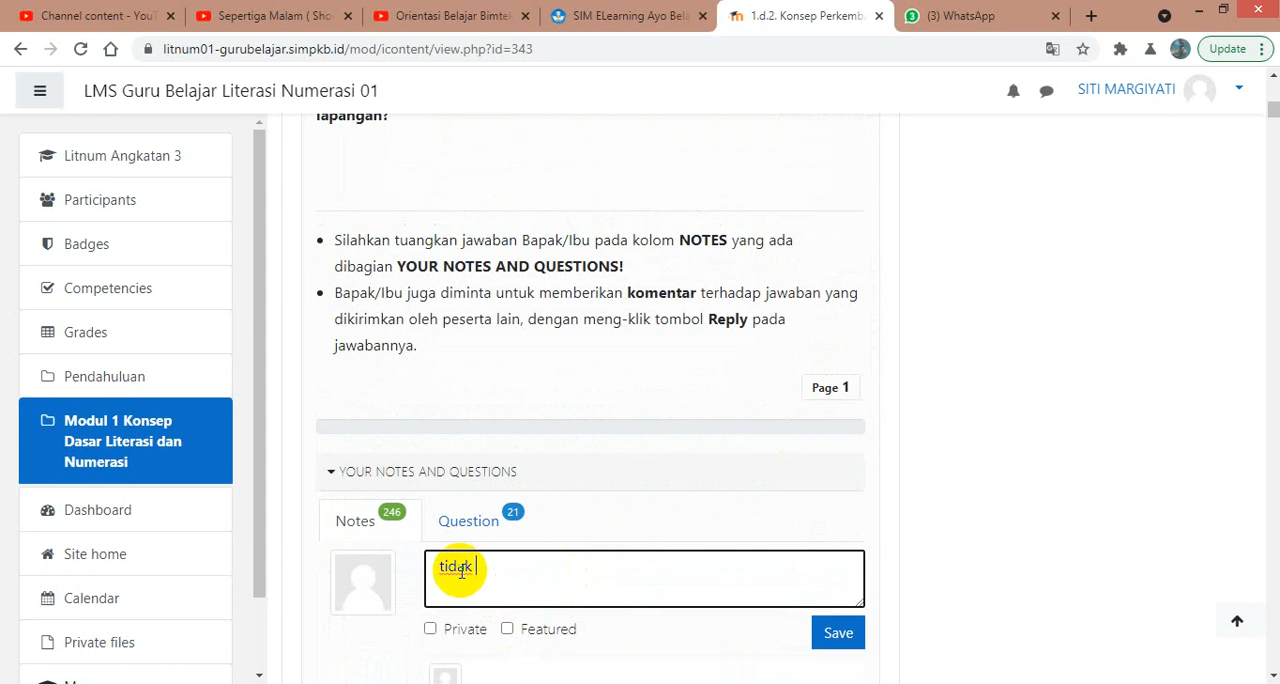 Channel content - YouT
Sepertiga Malam ( Sho
Orientasi Belajar Bimte
SIM ELearning Ayo Bela
1.d.2. Konsep Perkemb
(3) WhatsApp
litnum01-gurubelajar.simpkb.id/mod/icontent/view.php?id=343
Update
LMS Guru Belajar Literasi Numerasi 01
SITI MARGIYATI
lapangan?
Litnum Angkatan 3
Participants
Badges
Competencies
Grades
Pendahuluan
Modul 1 Konsep
Dasar Literasi dan
Numerasi
Dashboard
Site home
Calendar
Private files
Silahkan tuangkan jawaban Bapak/Ibu pada kolom NOTES yang ada
dibagian YOUR NOTES AND QUESTIONS!
Bapak/Ibu juga diminta untuk memberikan komentar terhadap jawaban yang
dikirimkan oleh peserta lain, dengan meng-klik tombol Reply pada
jawabannya.
Page 1
YOUR NOTES AND QUESTIONS
Notes 246
Question 21
tidak
Private Featured
Save